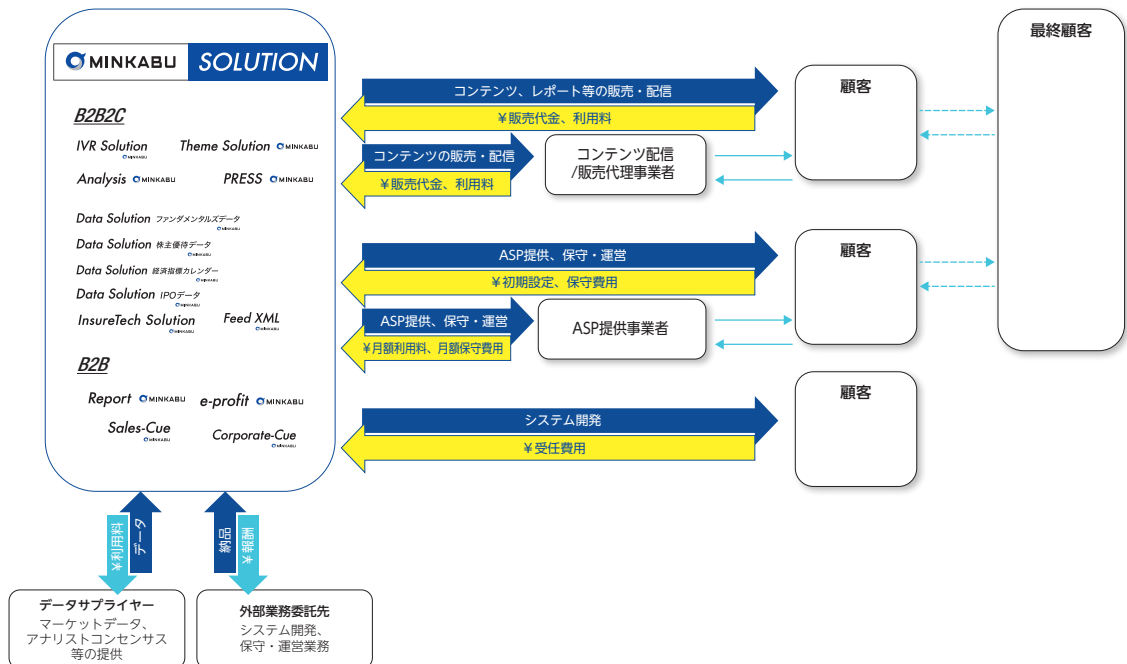 MINKABU SOLUTION
B2B2C
IVR Solution MINKABU
Theme Solution MINKABU
Analysis MINKABU
PRESS MINKABU
Data Solution ファンダメンタルズデータ MINKABU
Data Solution 株主優待データ MINKABU
Data Solution 経済指標カレンダー MINKABU
Data Solution IPOデータ MINKABU
InsureTech Solution MINKABU
Feed XML MINKABU
B2B
Report MINKABU
e-profit MINKABU
Sales-Cue MINKABU
Corporate-Cue MINKABU
コンテンツ、レポート等の販売・配信
¥販売代金、利用料
コンテンツの販売・配信
¥販売代金、利用料
コンテンツ配信
/販売代理事業者
顧客
ASP提供、保守・運営
¥初期設定、保守費用
ASP提供、保守・運営
¥月額利用料、月額保守費用
ASP提供事業者
顧客
システム開発
¥受任費用
顧客
最終顧客
¥利用料
データ
納品
¥報酬
データサプライヤー
マーケットデータ、
アナリストコンセンサス
等の提供
外部業務委託先
システム開発、
保守・運営業務